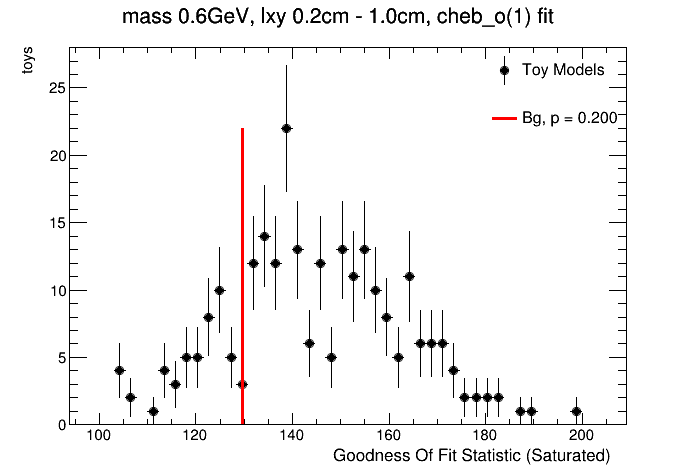 mass 0.6GeV, lxy 0.2cm - 1.0cm, cheb_o(1) fit
toys
Toy Models
Bg, p = 0.200
25
20
15
10
5
0
100 120 140 160 180 200
Goodness Of Fit Statistic (Saturated)